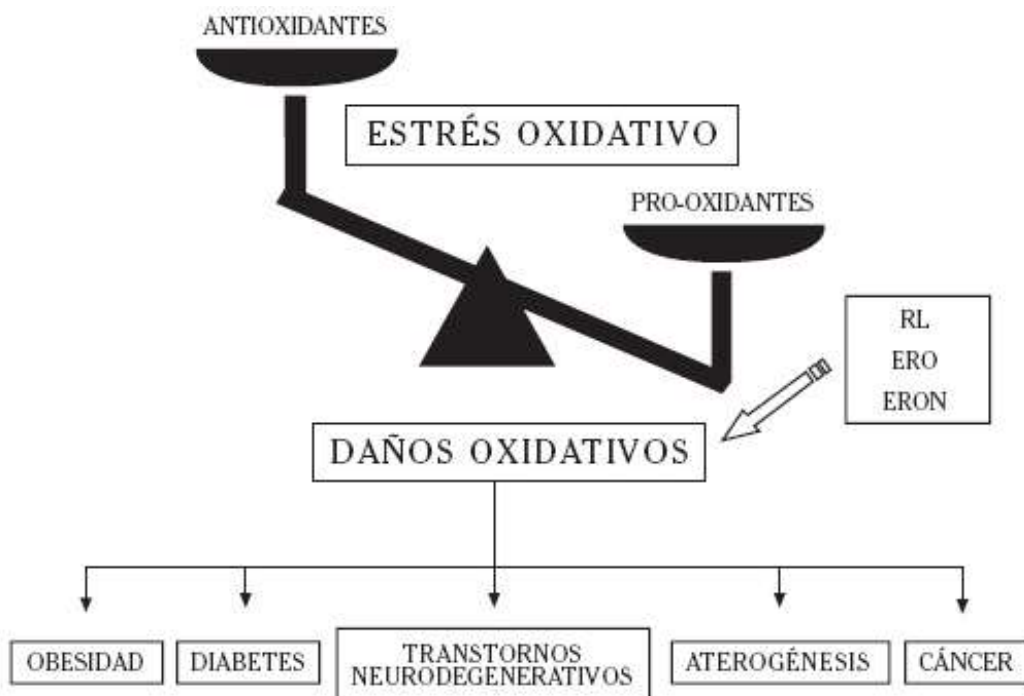 ANTIOXIDANTES
ESTRÉS OXIDATIVO
PRO-OXIDANTES
RL
ERO
ERON
DAÑOS OXIDATIVOS
OBESIDAD
DIABETES
TRANSTORNOS
NEURODEGENERATIVOS
ATEROGÉNESIS
CÁNCER